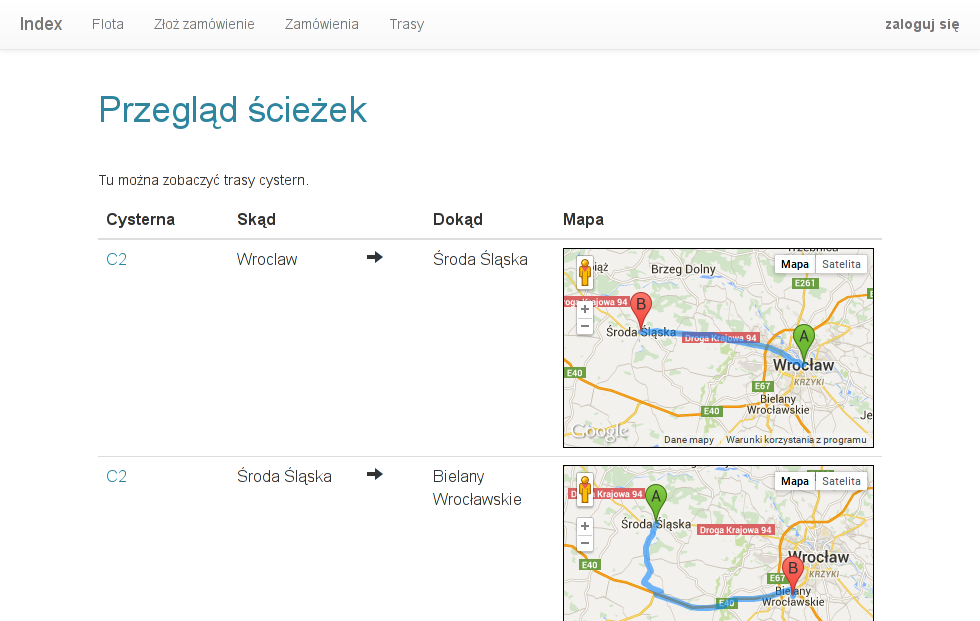 Index Flota Złoż zamówienie Zamówienia Trasy zaloguj się
Przegląd ścieżek
Tu można zobaczyć trasy cystern.
Cysterna Skąd Dokąd Mapa
C2 Wroclaw Środa Śląska
Brzeg Dolny
Mapa Satelita
E261
Krajowa 94
B
A
Środa Śląska
Droga Krajowa 94
Wrocław
E40
KRZYKI
E67
Bielany
Wrocławskie
E40
Google
Dane mapy Warunki korzystania z programu
C2 Środa Śląska Bielany
Wrocławskie
Mapa Satelita
Krajowa 94
A
Środa Śląska
Droga Krajowa 94
Wrocław
E40
B
KRZYKI
E67
Bielany
Wrocławskie
E40